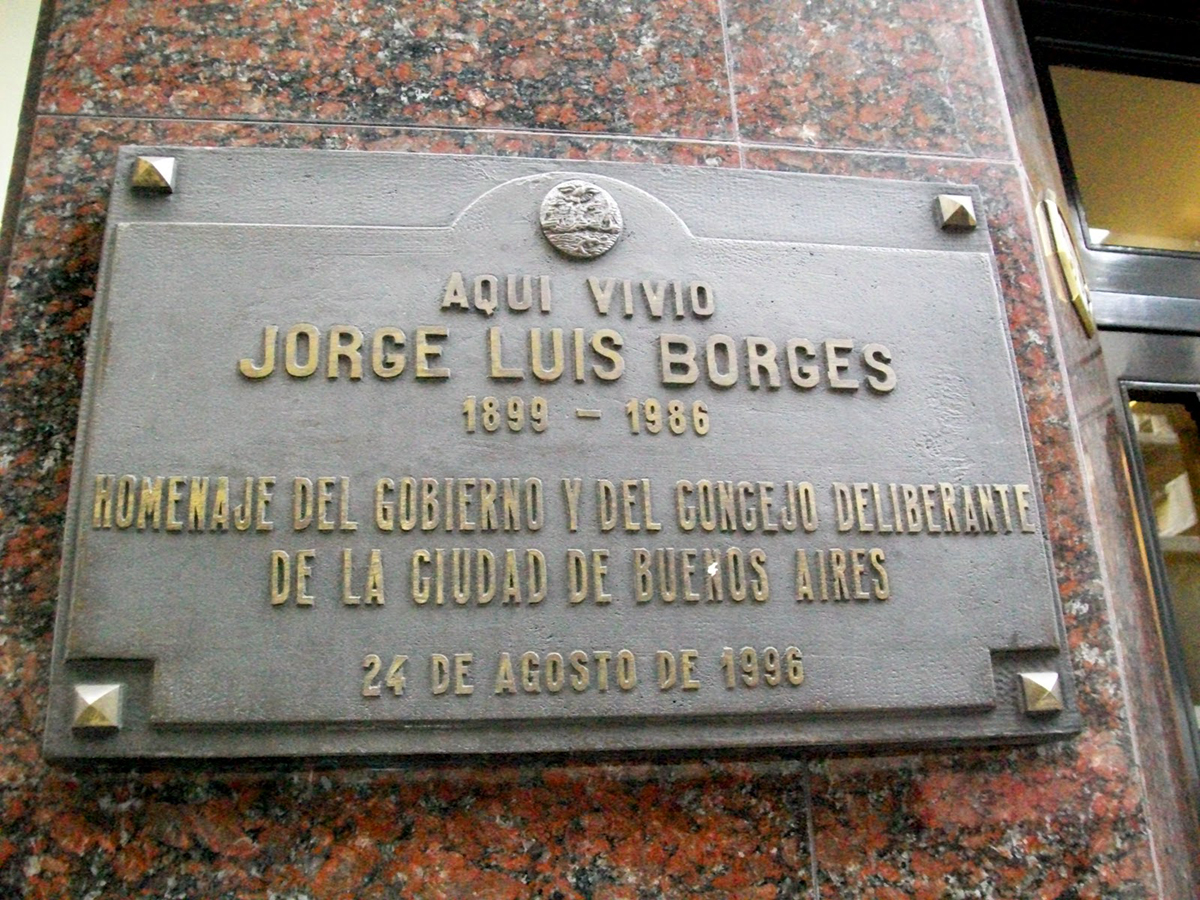 AQUI VIVIO
JORGE LUIS BORGES
1899 - 1986
HOMENAJE DEL GOBIERNO Y DEL CONCEJO DELIBERANTE
DE LA CIUDAD DE BUENOS AIRES
24 DE AGOSTO DE 1996